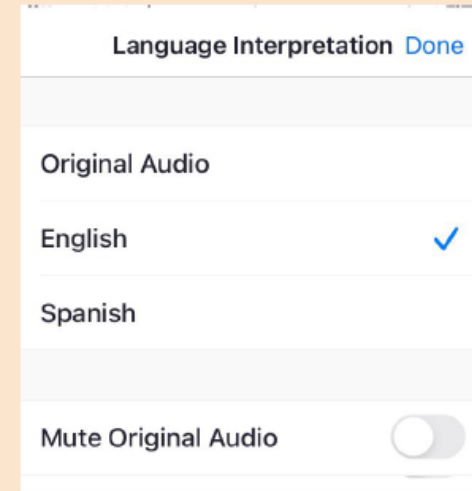 Language Interpretation Done
Original Audio
English
Spanish
Mute Original Audio